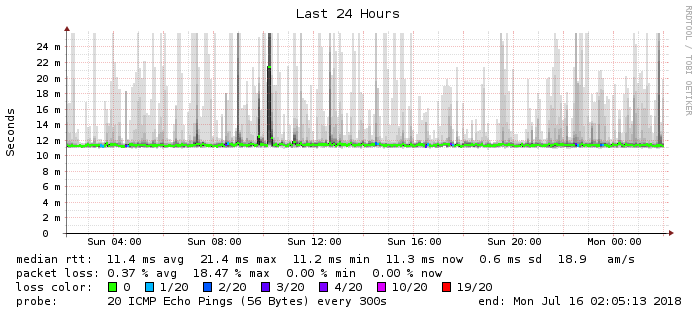 Last 24 Hours
RRDTOOL / TOBI OETIKER
Seconds
24 m
22 m
20 m
18 m
16 m
14 m
12 m
10 m
8 m
6 m
4 m
2 m
0
Sun 04:00 Sun 08:00 Sun 12:00 Sun 16:00 Sun 20:00 Mon 00:00
median rtt: 11.4 ms avg 21.4 ms max 11.2 ms min 11.3 ms now 0.6 ms sd 18.9 am/s
packet loss: 0.37 % avg 18.47 % max 0.00 % min 0.00 % now
loss color: 0 1/20 2/20 3/20 4/20 10/20 19/20
probe: 20 ICMP Echo Pings (56 Bytes) every 300s end: Mon Jul 16 02:05:13 2018